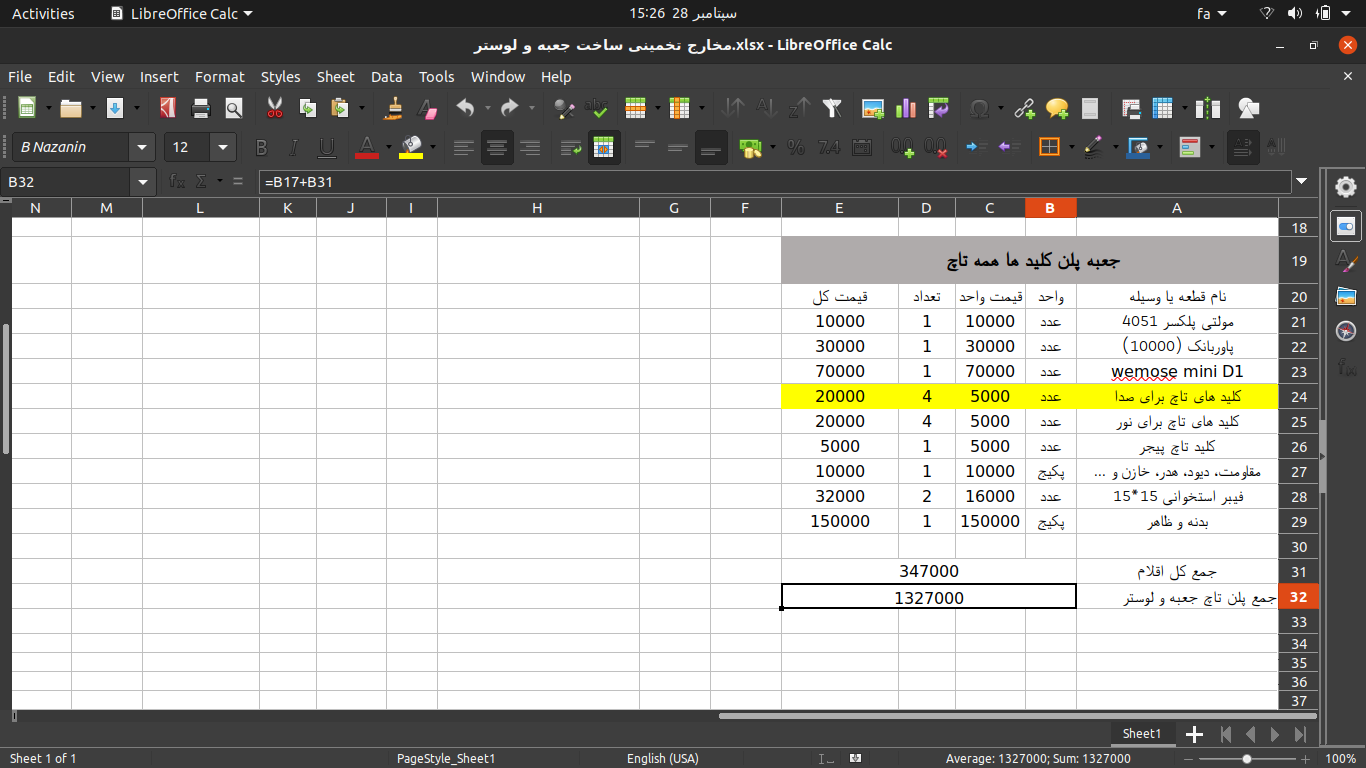 Activities LibreOffice Calc 15:26 28 سپتامبر fa
مخارج تخمینی ساخت جعبه و لوستر.xlsx - LibreOffice Calc
File Edit View Insert Format Styles Sheet Data Tools Window Help
B Nazanin 12
B32 =B17+B31
N M L K J I H G F E D C B A
18
19 جعبه پلن کلید ها همه تاچ
20 نام قطعه یا وسیله واحد قیمت واحد تعداد قیمت کل
21 مولتی پلکسر 4051 عدد 10000 1 10000
22 پاوربانک (10000) عدد 30000 1 30000
23 wemose mini D1 عدد 70000 1 70000
24 کلید های تاچ برای صدا عدد 5000 4 20000
25 کلید های تاچ برای نور عدد 5000 4 20000
26 کلید تاچ پیجر عدد 5000 1 5000
27 مقاومت، دیود، هدر، خازن و ... پکیج 10000 1 10000
28 فیبر استخوانی 15*15 عدد 16000 2 32000
29 بدنه و ظاهر پکیج 150000 1 150000
30
31 جمع کل اقلام 347000
32 جمع پلن تاچ جعبه و لوستر 1327000
33
34
35
36
37
Sheet1
Sheet 1 of 1 PageStyle_Sheet1 English (USA) Average: 1327000; Sum: 1327000 100%